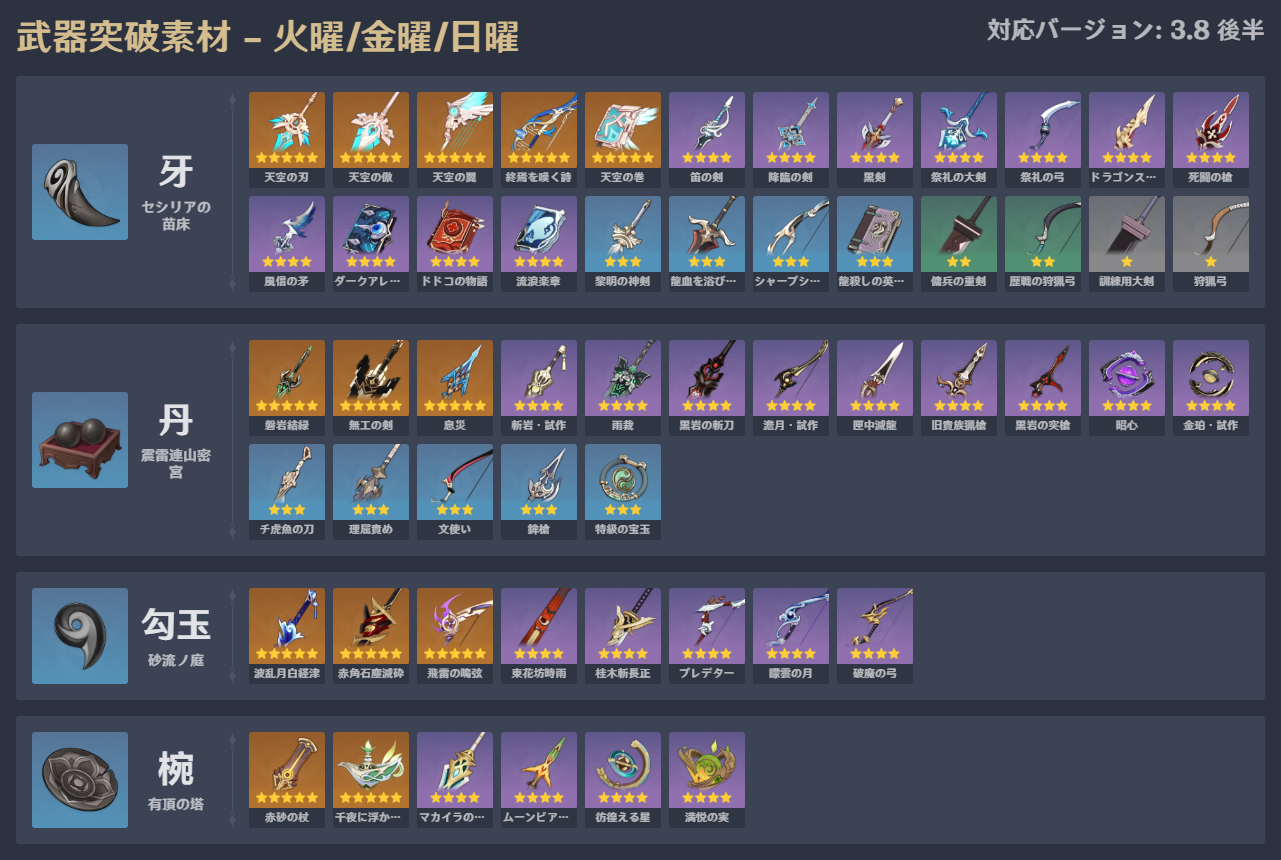 武器突破素材 – 火曜/金曜/日曜
対応バージョン: 3.8 後半
牙
セシリアの
苗床
天空の刃
天空の傲
天空の翼
終焉を嘆く詩
天空の巻
笛の剣
降臨の剣
黒剣
祭礼の大剣
祭礼の弓
ドラゴンス…
死闘の槍
風信の矛
ダークアレ…
ドドコの物語
流浪楽章
黎明の神剣
龍血を浴び…
シャープシ…
龍殺しの英…
傭兵の重剣
歴戦の狩猟弓
訓練用大剣
狩猟弓
丹
震雷連山密
宮
磐岩結緑
無工の剣
息災
斬岩・試作
雨裁
黒岩の斬刀
澹月・試作
匣中滅龍
旧貴族猟槍
黒岩の突槍
昭心
金珀・試作
チ虎魚の刀
理屈責め
文使い
鉾槍
特級の宝玉
勾玉
砂流ノ庭
波乱月白経津
赤角石塵滅砕
飛雷の鳴弦
東花坊時雨
桂木斬長正
プレデター
曚雲の月
破魔の弓
椀
有頂の塔
赤砂の杖
千夜に浮か…
マカイラの…
ムーンピア…
彷徨える星
満悦の実